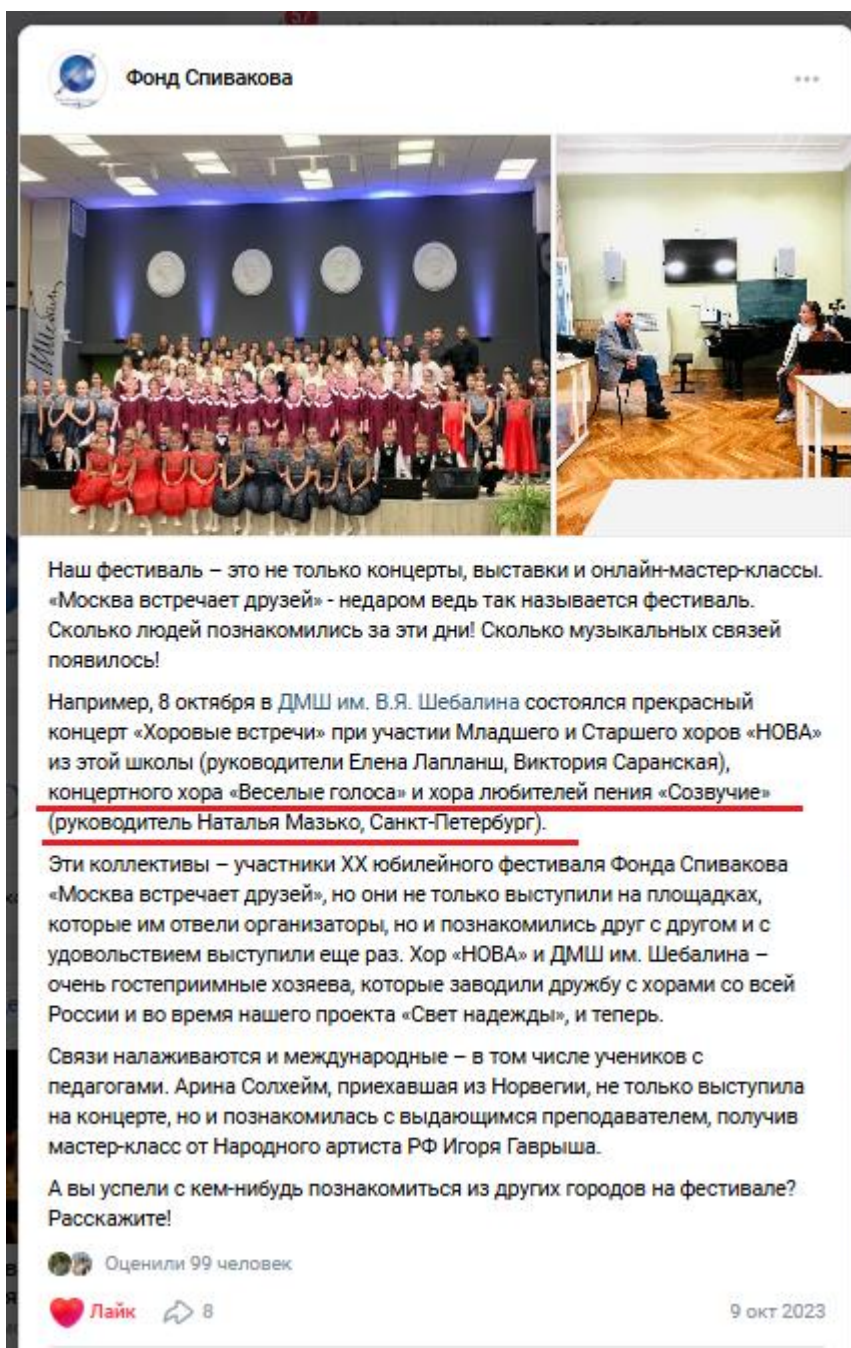 57
Фонд Спивакова
Наш фестиваль – это не только концерты, выставки и онлайн-мастер-классы.
«Москва встречает друзей» - недаром ведь так называется фестиваль.
Сколько людей познакомились за эти дни! Сколько музыкальных связей
появилось!
Например, 8 октября в ДМШ им. В.Я. Шебалина состоялся прекрасный
концерт «Хоровые встречи» при участии Младшего и Старшего хоров «НОВА»
из этой школы (руководители Елена Лапланш, Виктория Саранская),
концертного хора «Веселые голоса» и хора любителей пения «Созвучие»
(руководитель Наталья Мазько, Санкт-Петербург).
Эти коллективы – участники XX юбилейного фестиваля Фонда Спивакова
«Москва встречает друзей», но они не только выступили на площадках,
которые им отвели организаторы, но и познакомились друг с другом и с
удовольствием выступили еще раз. Хор «НОВА» и ДМШ им. Шебалина –
очень гостеприимные хозяева, которые заводили дружбу с хорами со всей
России и во время нашего проекта «Свет надежды», и теперь.
Связи налаживаются и международные – в том числе учеников с
педагогами. Арина Солхейм, приехавшая из Норвегии, не только выступила
на концерте, но и познакомилась с выдающимся преподавателем, получив
мастер-класс от Народного артиста РФ Игоря Гаврыша.
А вы успели с кем-нибудь познакомиться из других городов на фестивале?
Расскажите!
Оценили 99 человек
Лайк 8 9 окт 2023